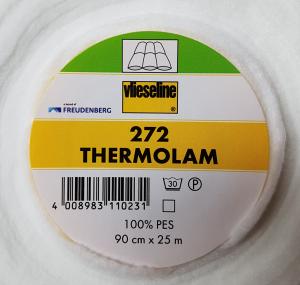 vlieseline
®
a brand of
FREUDENBERG
272
THERMOLAM
30 P
4 008983 110231
100% PES
90 cm x 25 m